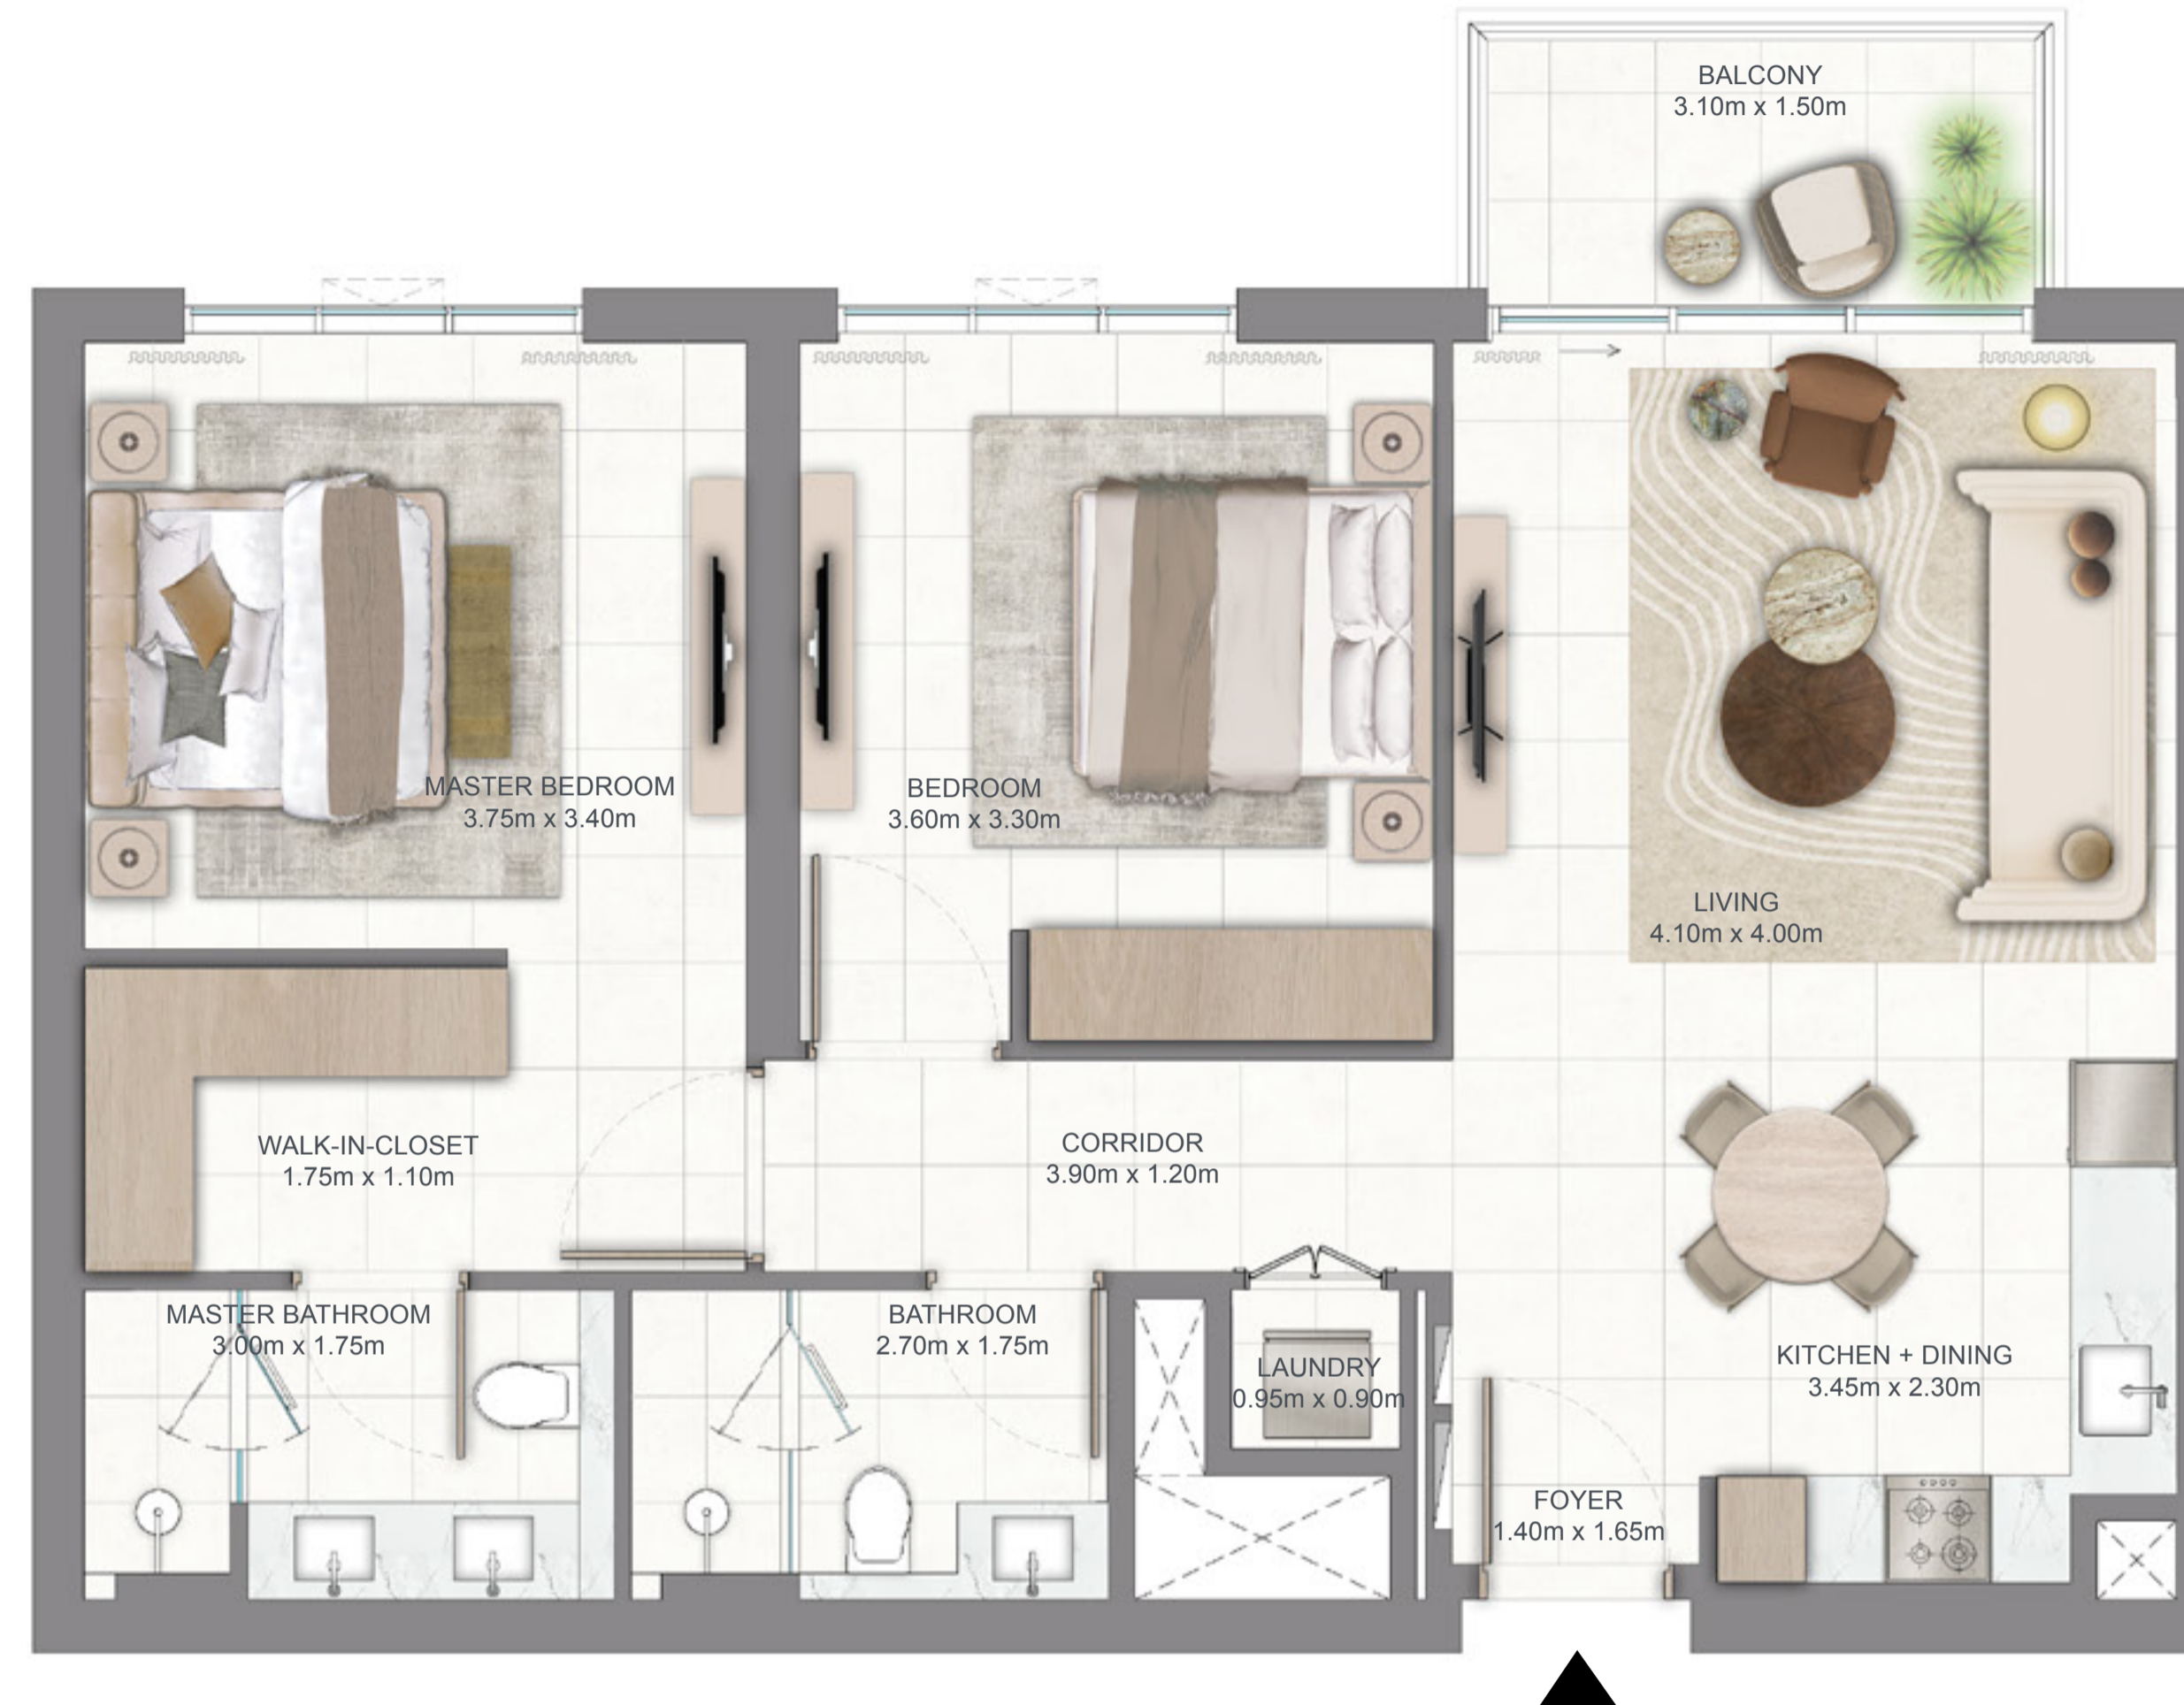 BALCONY
3.10m x 1.50m
MASTER BEDROOM
3.75m x 3.40m
BEDROOM
3.60m x 3.30m
LIVING
4.10m x 4.00m
WALK-IN-CLOSET
1.75m x 1.10m
CORRIDOR
3.90m x 1.20m
MASTER BATHROOM
3.00m x 1.75m
BATHROOM
2.70m x 1.75m
LAUNDRY
0.95m x 0.90m
KITCHEN + DINING
3.45m x 2.30m
FOYER
1.40m x 1.65m